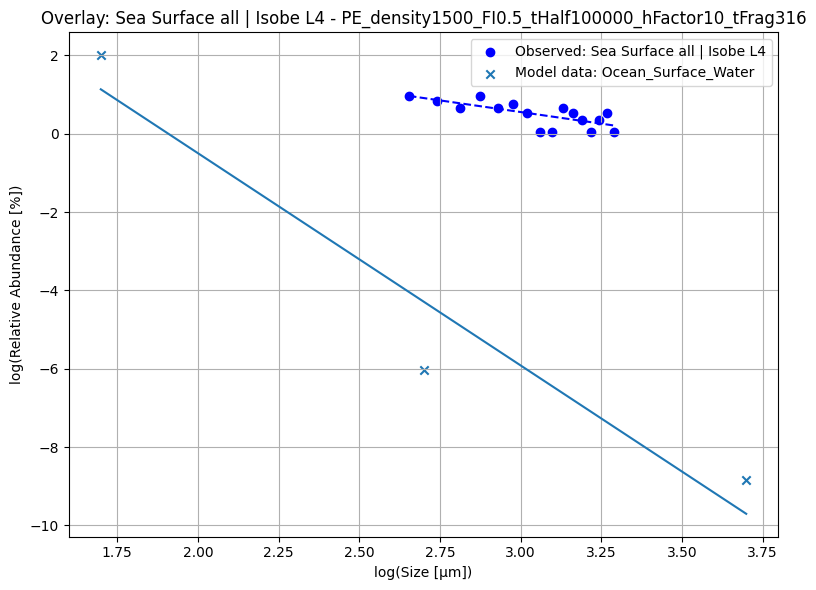 Overlay: Sea Surface all | Isobe L4 - PE_density1500_FI0.5_tHalf100000_hFactor10_tFrag316
Observed: Sea Surface all | Isobe L4
Model data: Ocean_Surface_Water
log(Relative Abundance [%])
2
0
−2
−4
−6
−8
−10
1.75 2.00 2.25 2.50 2.75 3.00 3.25 3.50 3.75
log(Size [μm])